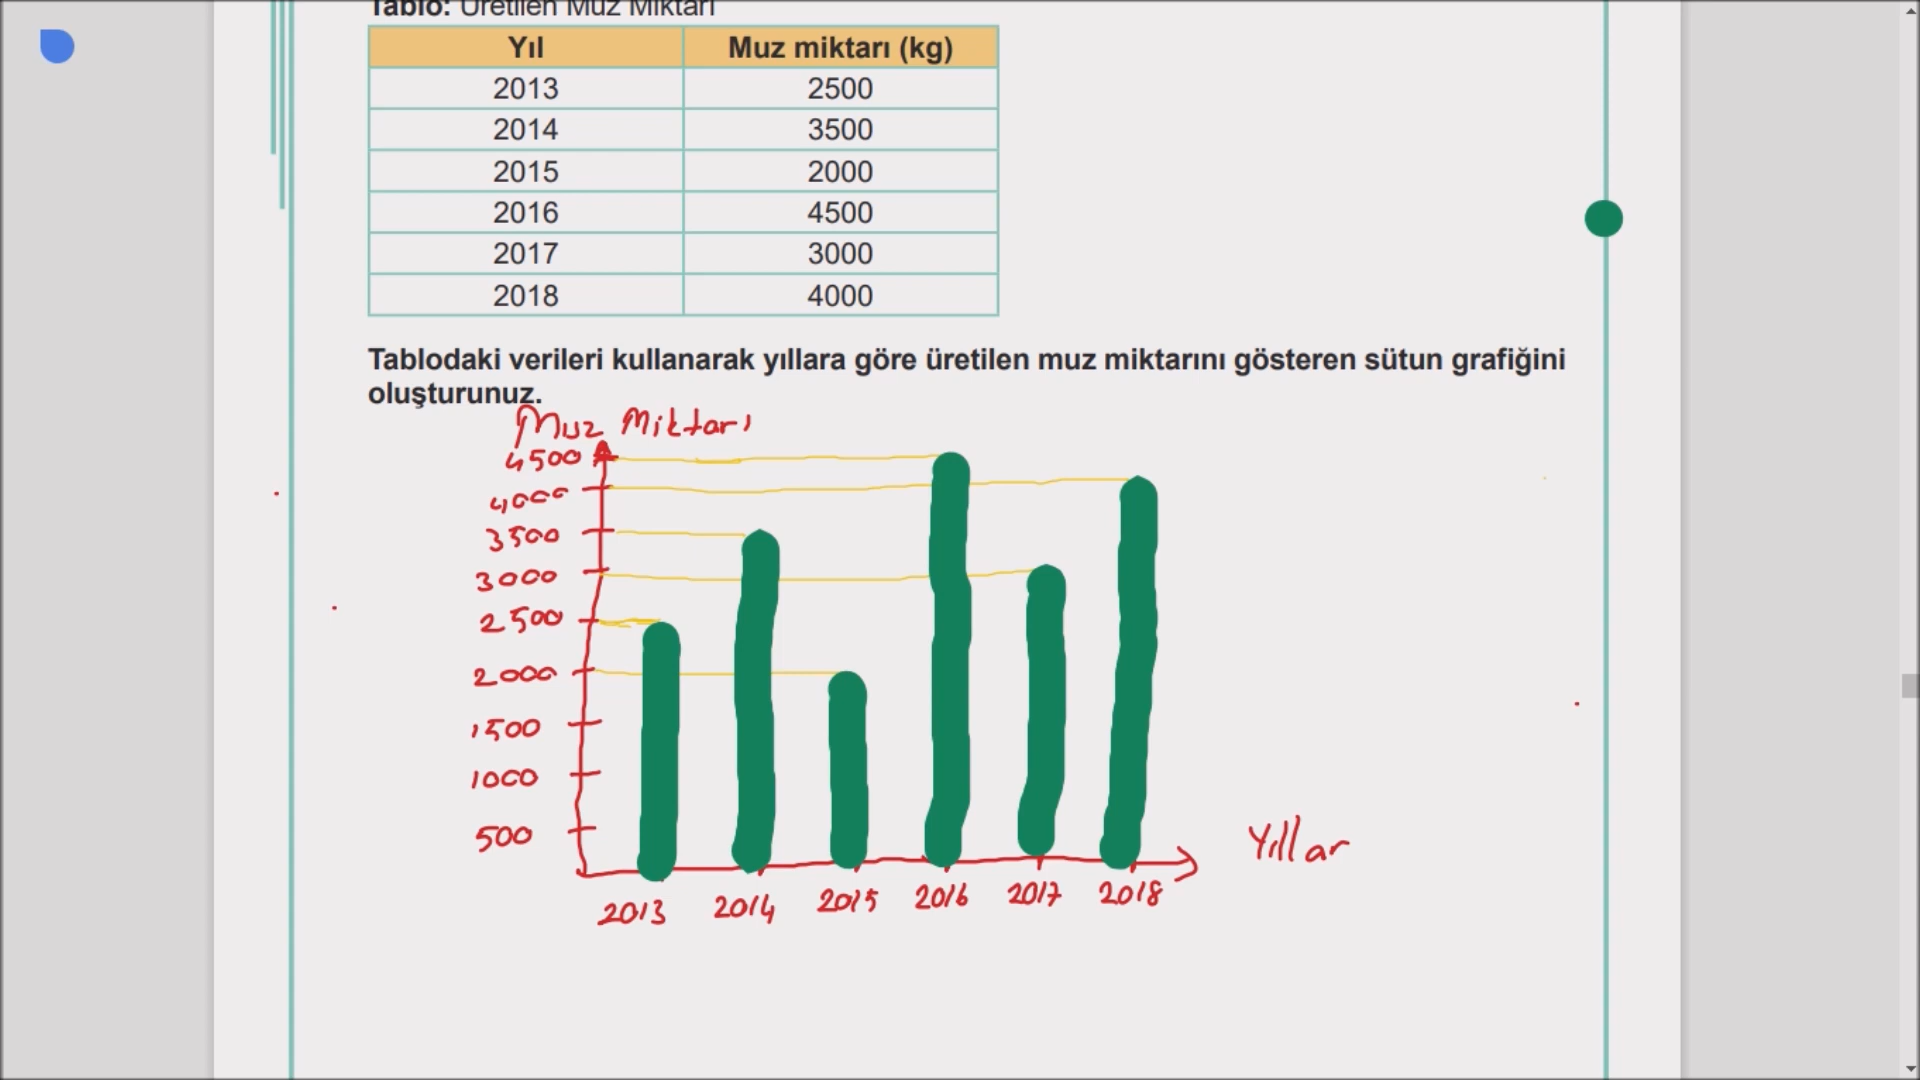 Tablo: Üretilen Muz Miktarı
Yıl Muz miktarı (kg)
2013 2500
2014 3500
2015 2000
2016 4500
2017 3000
2018 4000
Tablodaki verileri kullanarak yıllara göre üretilen muz miktarını gösteren sütun grafiğini
oluşturunuz.
Muz Miktarı
4500
4000
3500
3000
2500
2000
1500
1000
500
Yıllar
2013 2014 2015 2016 2017 2018